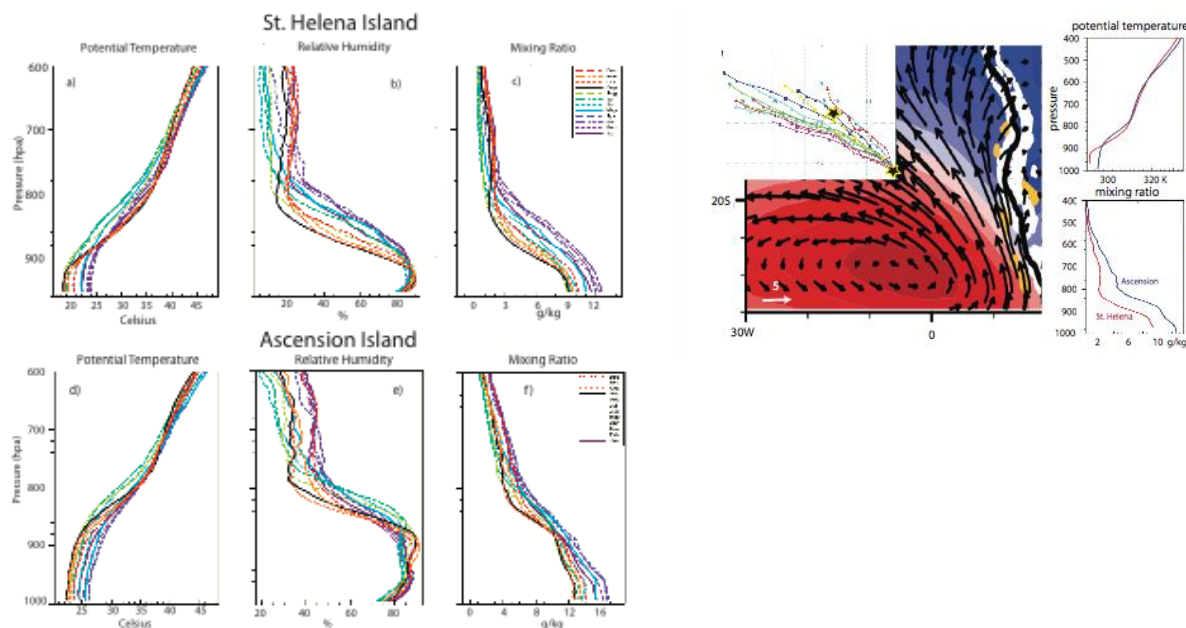 St. Helena Island
Potential Temperature Relative Humidity Mixing Ratio
a) b) c)
600
700
800
900
Pressure (hpa)
20 25 30 35 40 45
Celsius
20 40 60 80
%
0 3 6 9 12
g/kg
Ascension Island
Potential Temperature Relative Humidity Mixing Ratio
d) e) f)
600
700
800
900
1000
Pressure (hpa)
25 35 45
Celsius
20 40 60 80
%
0 4 8 12 16
g/kg
20S
5
30W 0
potential temperature
400
500
600
700
800
900
1000
pressure
300 320 K
mixing ratio
400
500
600
700
800
900
1000
Ascension
St. Helena
2 6 10 g/kg